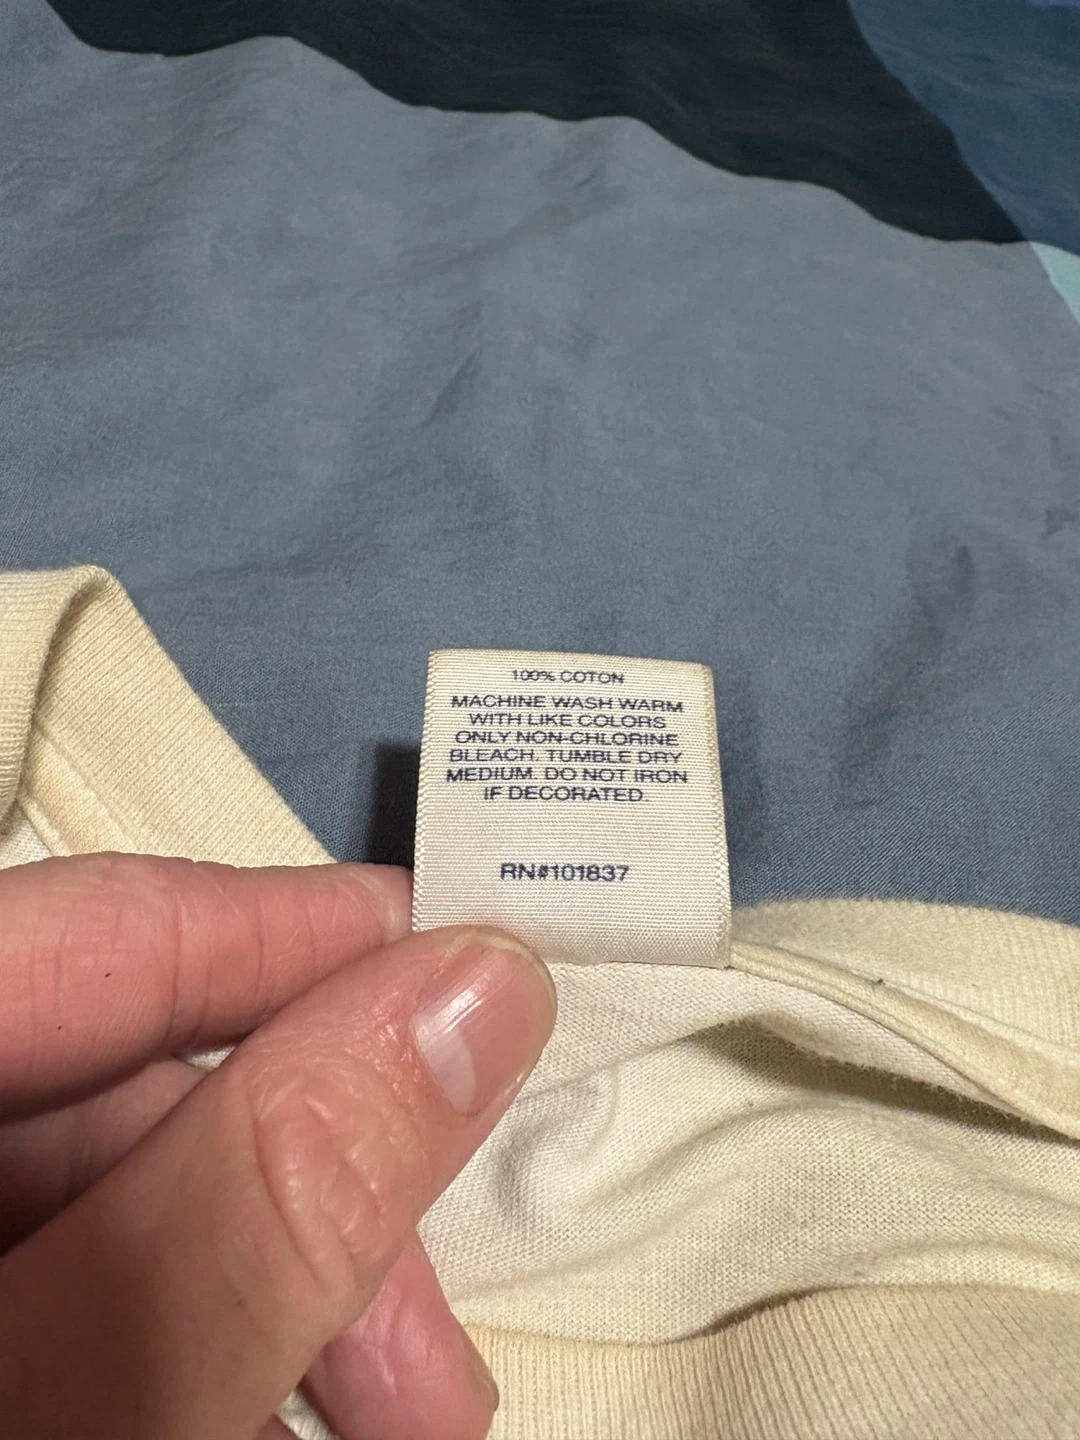 100% COTON
MACHINE WASH WARM
WITH LIKE COLORS
ONLY NON-CHLORINE
BLEACH. TUMBLE DRY
MEDIUM. DO NOT IRON
IF DECORATED.
RN#101837